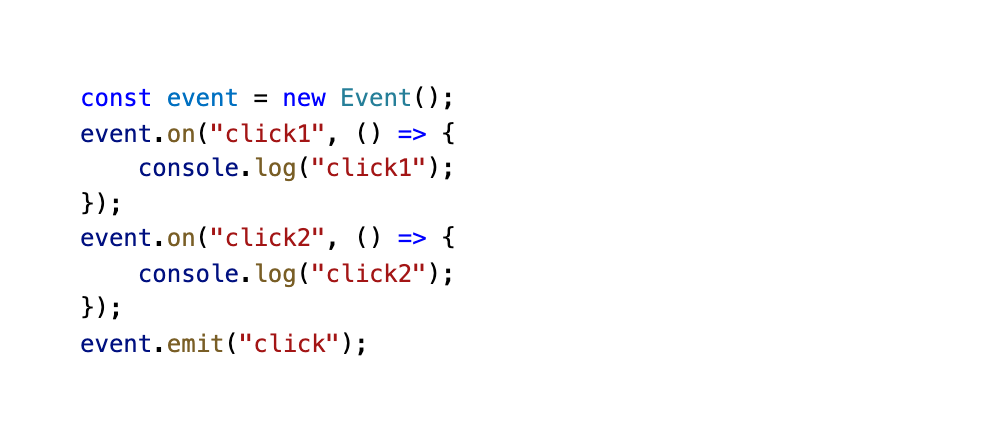 const event = new Event();
event.on("click1", () => {
    console.log("click1");
});
event.on("click2", () => {
    console.log("click2");
});
event.emit("click");